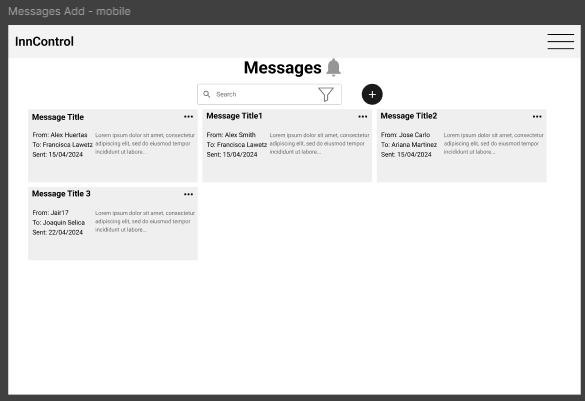 Messages Add - mobile
InnControl
Messages
Search
Message Title
From: Alex Huertas
To: Francisca Lawetz
Sent: 15/04/2024
Lorem ipsum dolor sit amet, consectetur
adipiscing elit, sed do eiusmod tempor
incididunt ut labore...
Message Title1
From: Alex Smith
To: Francisca Lawetz
Sent: 15/04/2024
Lorem ipsum dolor sit amet, consectetur
adipiscing elit, sed do eiusmod tempor
incididunt ut labore...
Message Title2
From: Jose Carlo
To: Ariana Martinez
Sent: 15/04/2024
Lorem ipsum dolor sit amet, consectetur
adipiscing elit, sed do eiusmod tempor
incididunt ut labore...
Message Title 3
From: Jair17
To: Joaquin Selica
Sent: 22/04/2024
Lorem ipsum dolor sit amet, consectetur
adipiscing elit, sed do eiusmod tempor
incididunt ut labore...